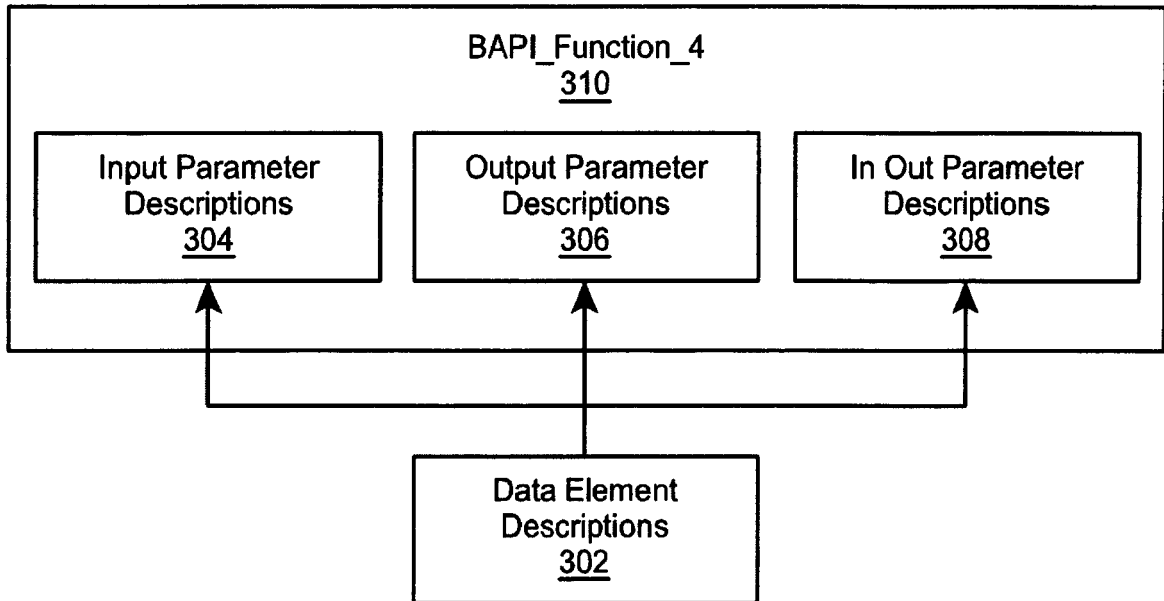 BAPI_Function_4
310
Input Parameter
Descriptions
304
Output Parameter
Descriptions
306
In Out Parameter
Descriptions
308
Data Element
Descriptions
302